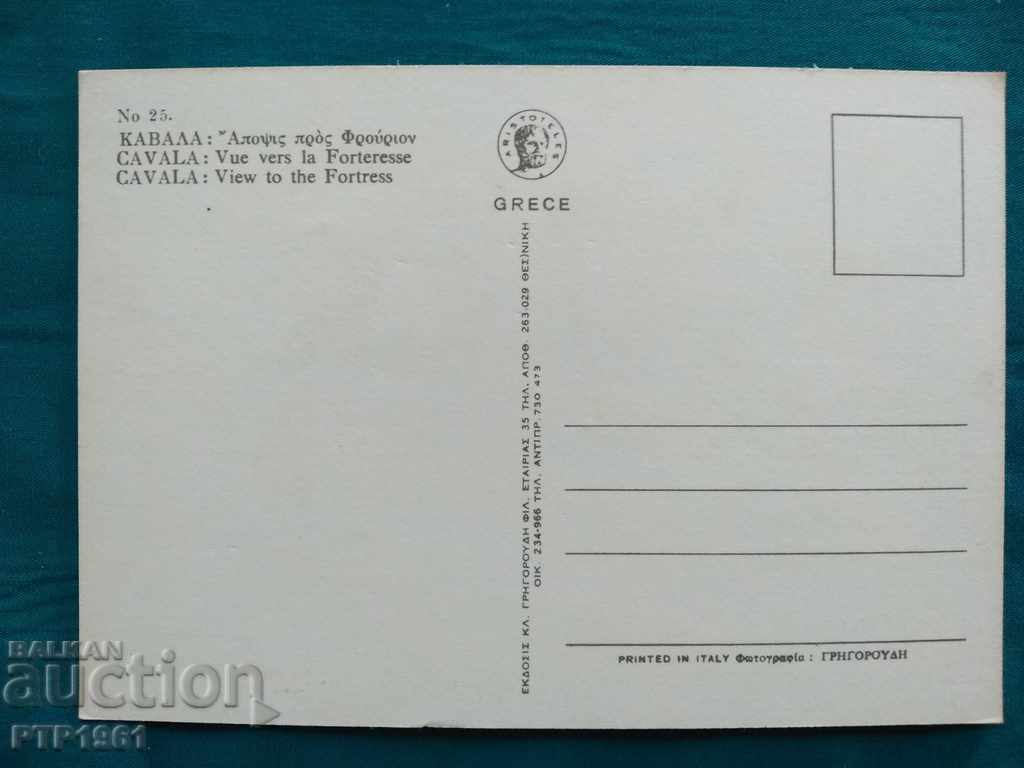 No 25.
ΚΑΒΑΛΑ: Ἄποψις πρὸς Φρούριον
CAVALA: Vue vers la Forteresse
CAVALA: View to the Fortress
ARISTOTELES
GRECE
ΕΚΔΟΣΙΣ ΚΛ. ΓΡΗΓΟΡΟΥΔΗ ΦΙΛ. ΕΤΑΙΡΙΑΣ 35 ΤΗΛ. ΑΠΟΘ. 263.029 ΘΕΣ)ΝΙΚΗ
ΟΙΚ. 234-966 ΤΗΛ. ΑΝΤΙΠΡ. 730 473
PRINTED IN ITALY Φωτογραφία : ΓΡΗΓΟΡΟΥΔΗ
BALKAN
auction
PTP1961